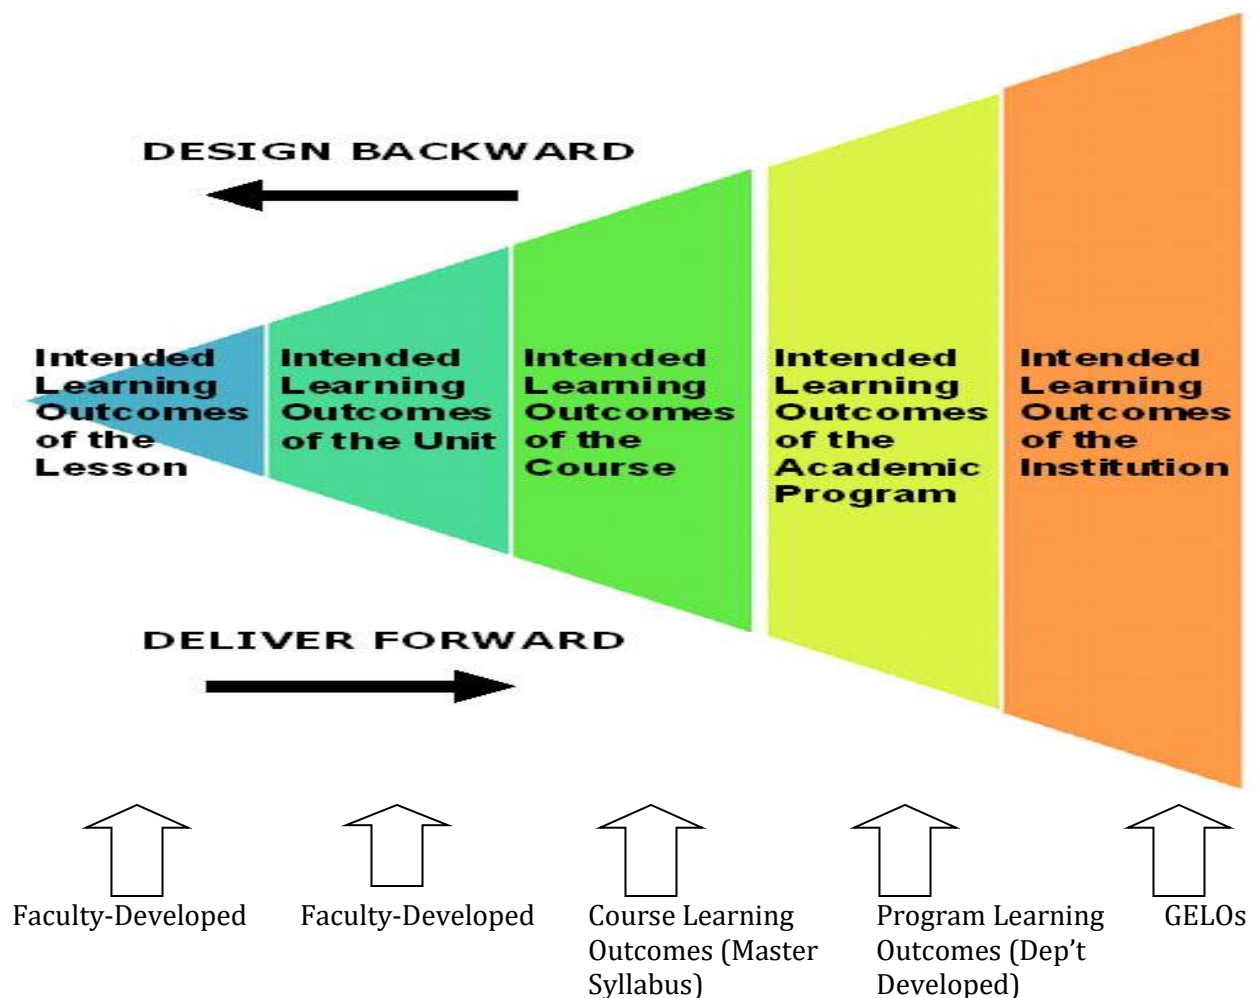 DESIGN BACKWARD
Intended
Learning
Outcomes
of the
Lesson
Intended
Learning
Outcomes
of the Unit
Intended
Learning
Outcomes
of the
Course
Intended
Learning
Outcomes
of the
Academic
Program
Intended
Learning
Outcomes
of the
Institution
DELIVER FORWARD
Faculty-Developed
Faculty-Developed
Course Learning
Outcomes (Master
Syllabus)
Program Learning
Outcomes (Dep’t
Developed)
GELOs